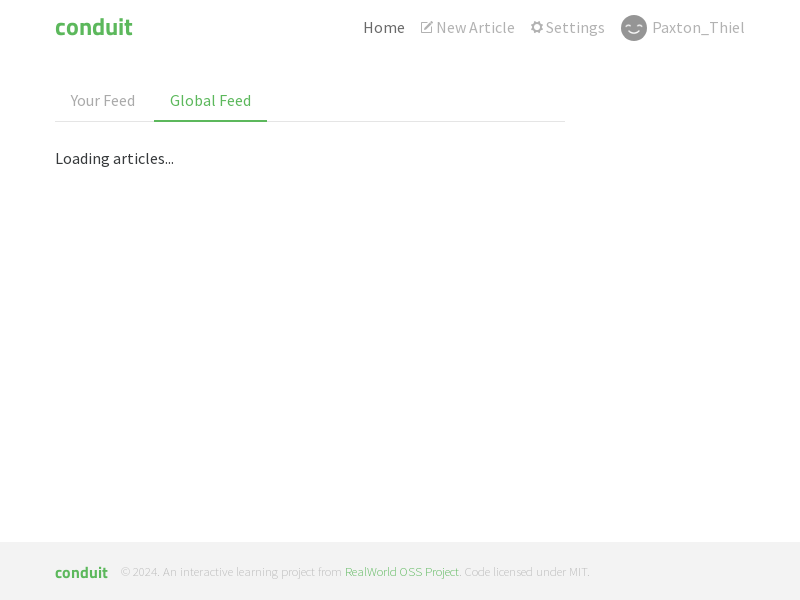 conduit
Home New Article Settings Paxton_Thiel
Your Feed Global Feed
Loading articles...
conduit © 2024. An interactive learning project from RealWorld OSS Project. Code licensed under MIT.